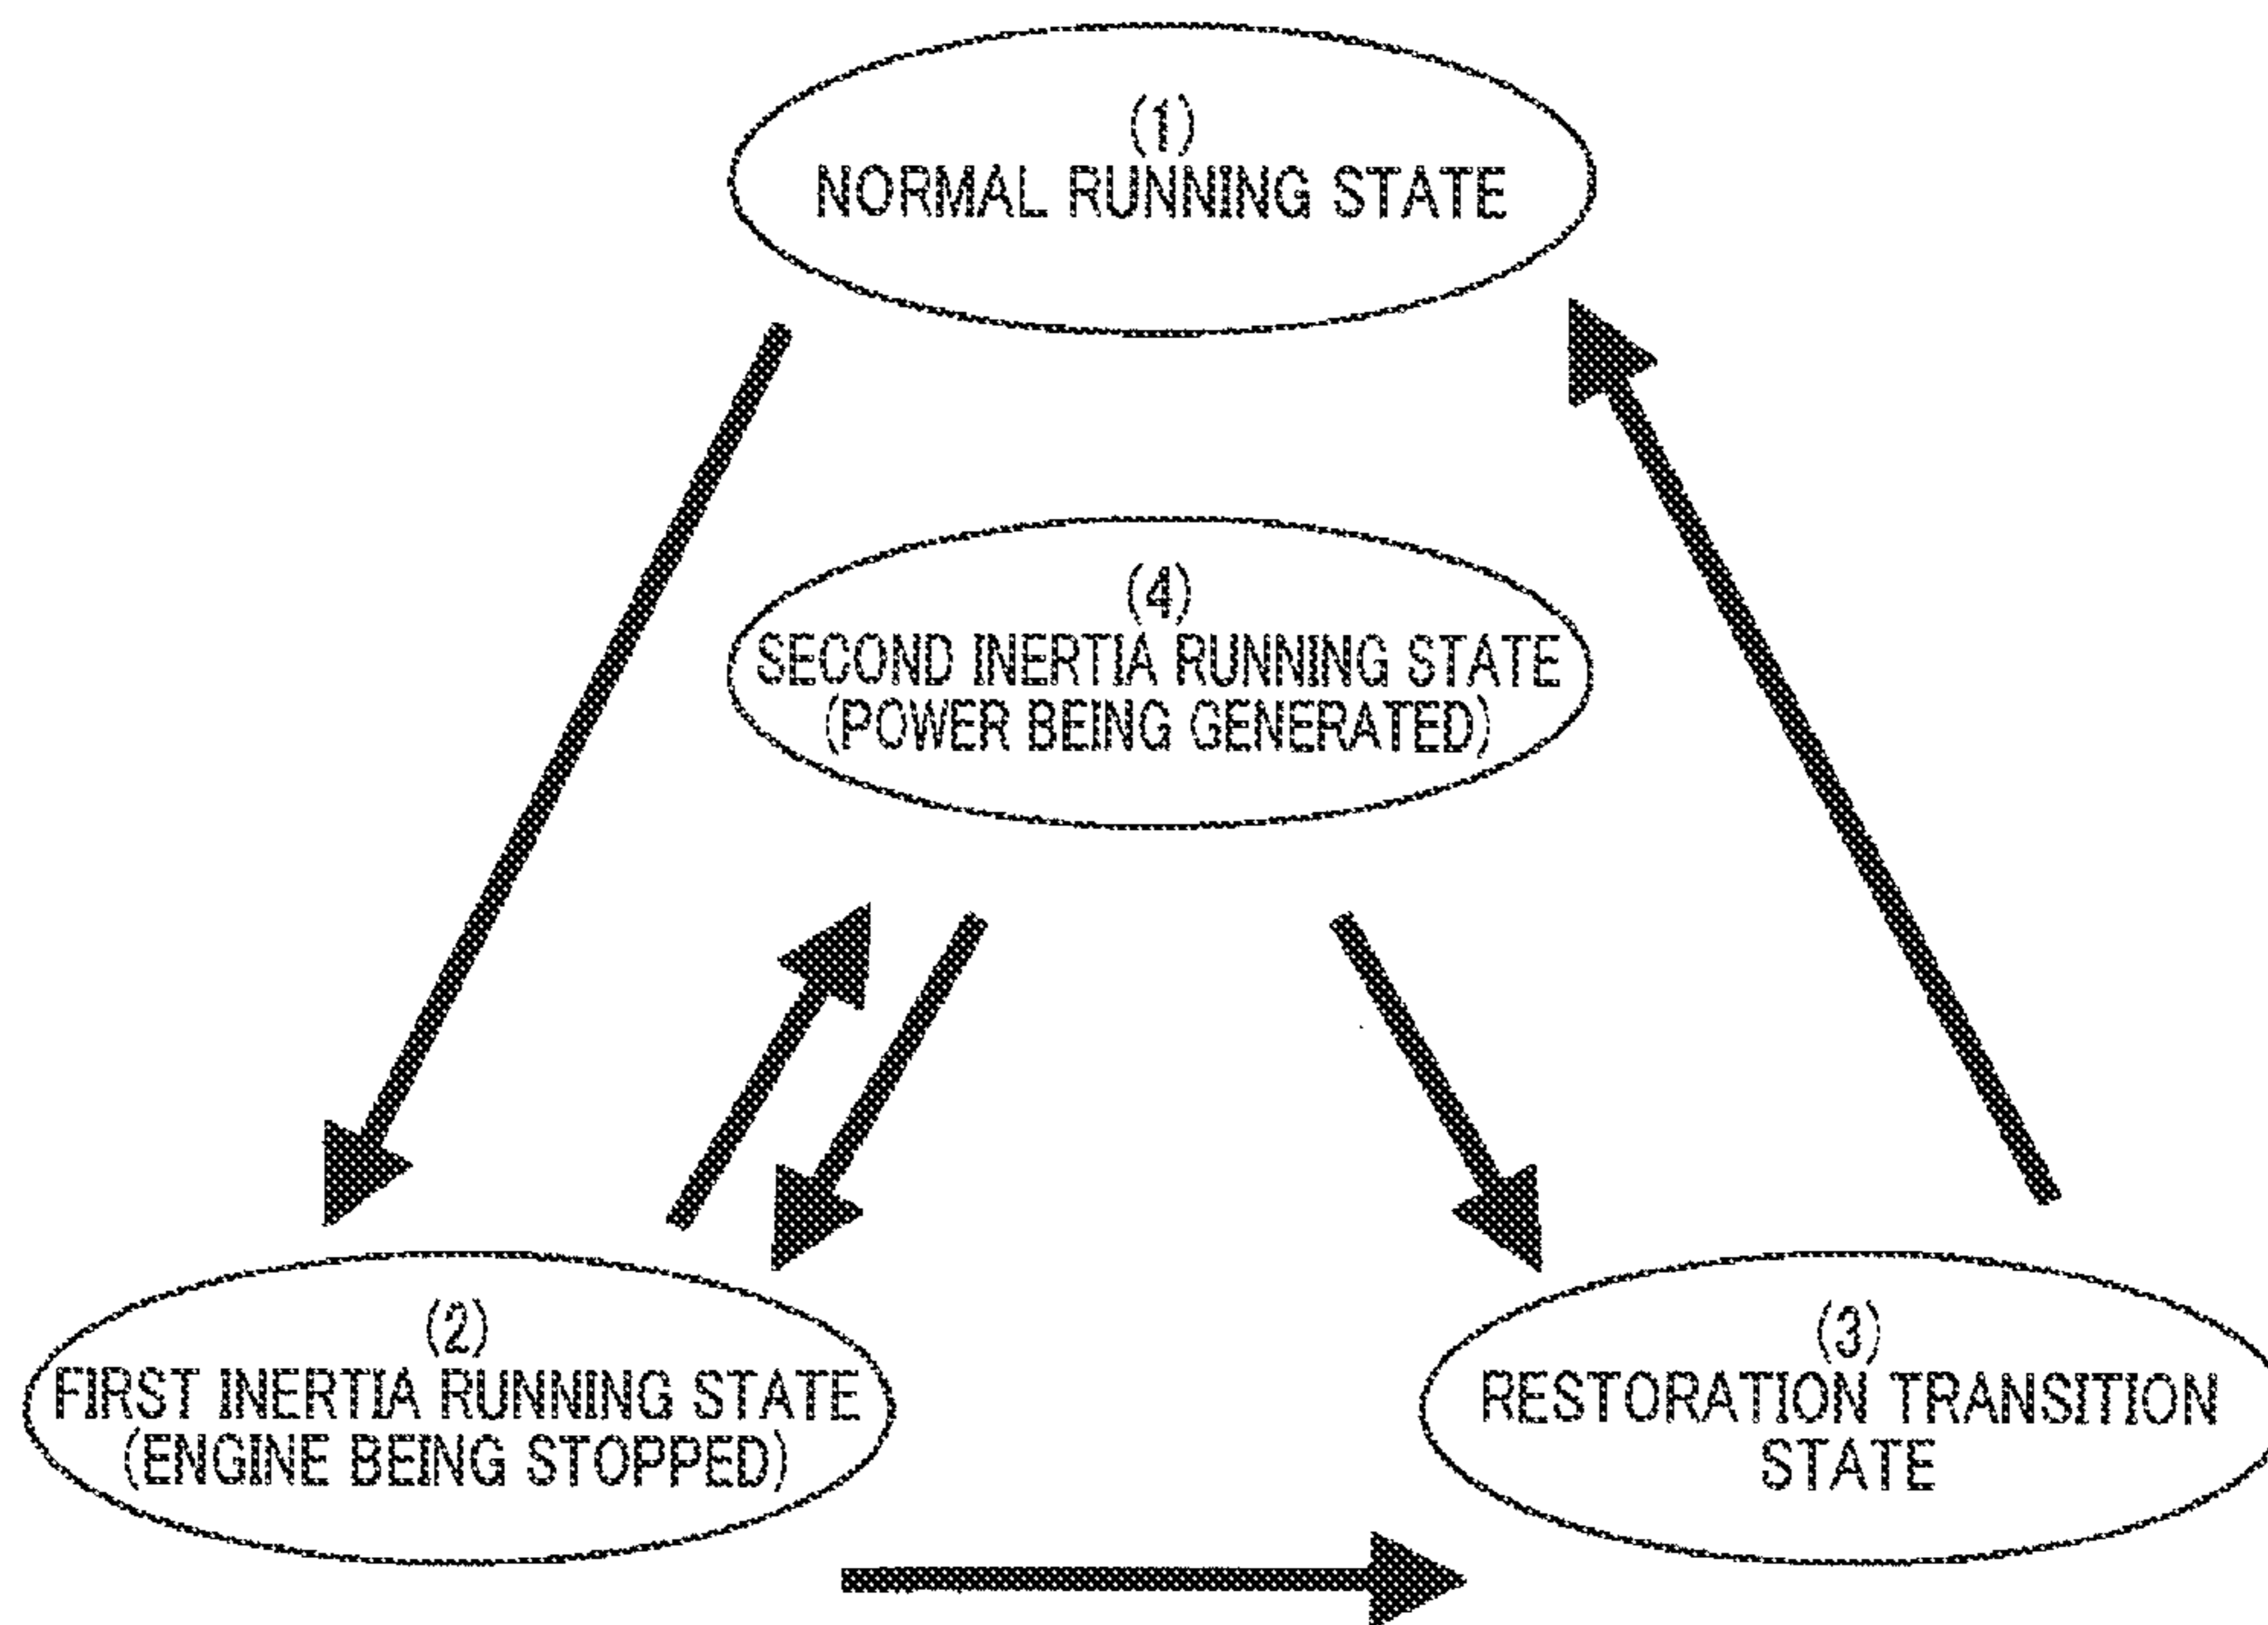 (1)
NORMAL RUNNING STATE
(4)
SECOND INERTIA RUNNING STATE
(POWER BEING GENERATED)
(2)
FIRST INERTIA RUNNING STATE
(ENGINE BEING STOPPED)
(3)
RESTORATION TRANSITION
STATE